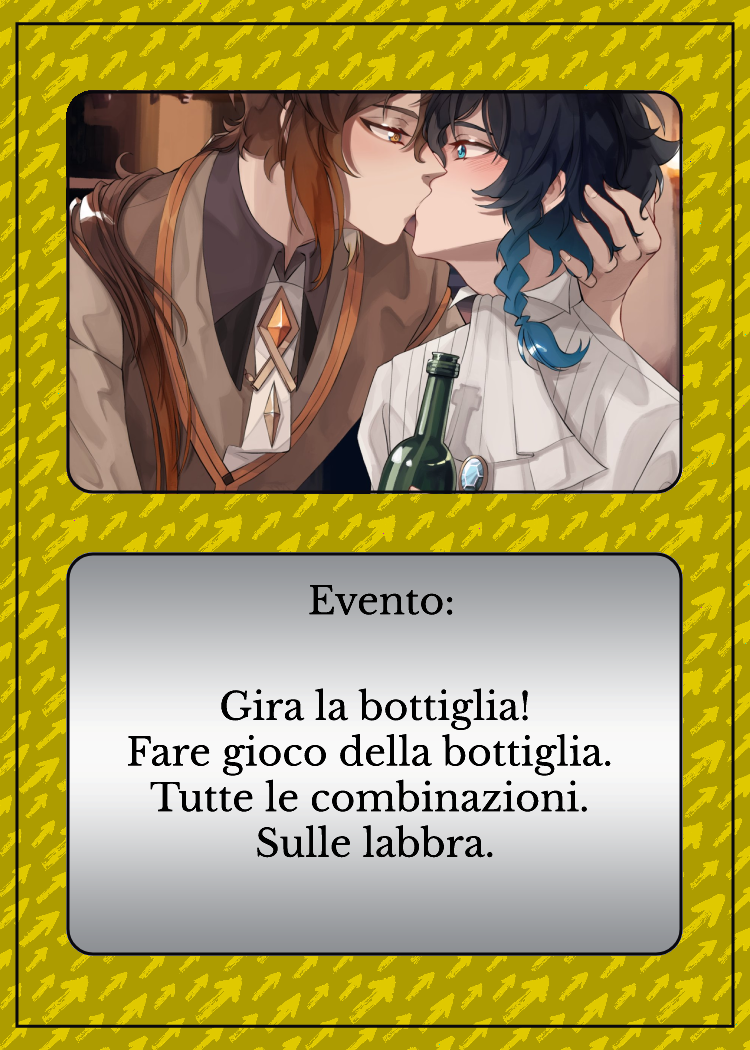 Evento:
Gira la bottiglia!
Fare gioco della bottiglia.
Tutte le combinazioni.
Sulle labbra.